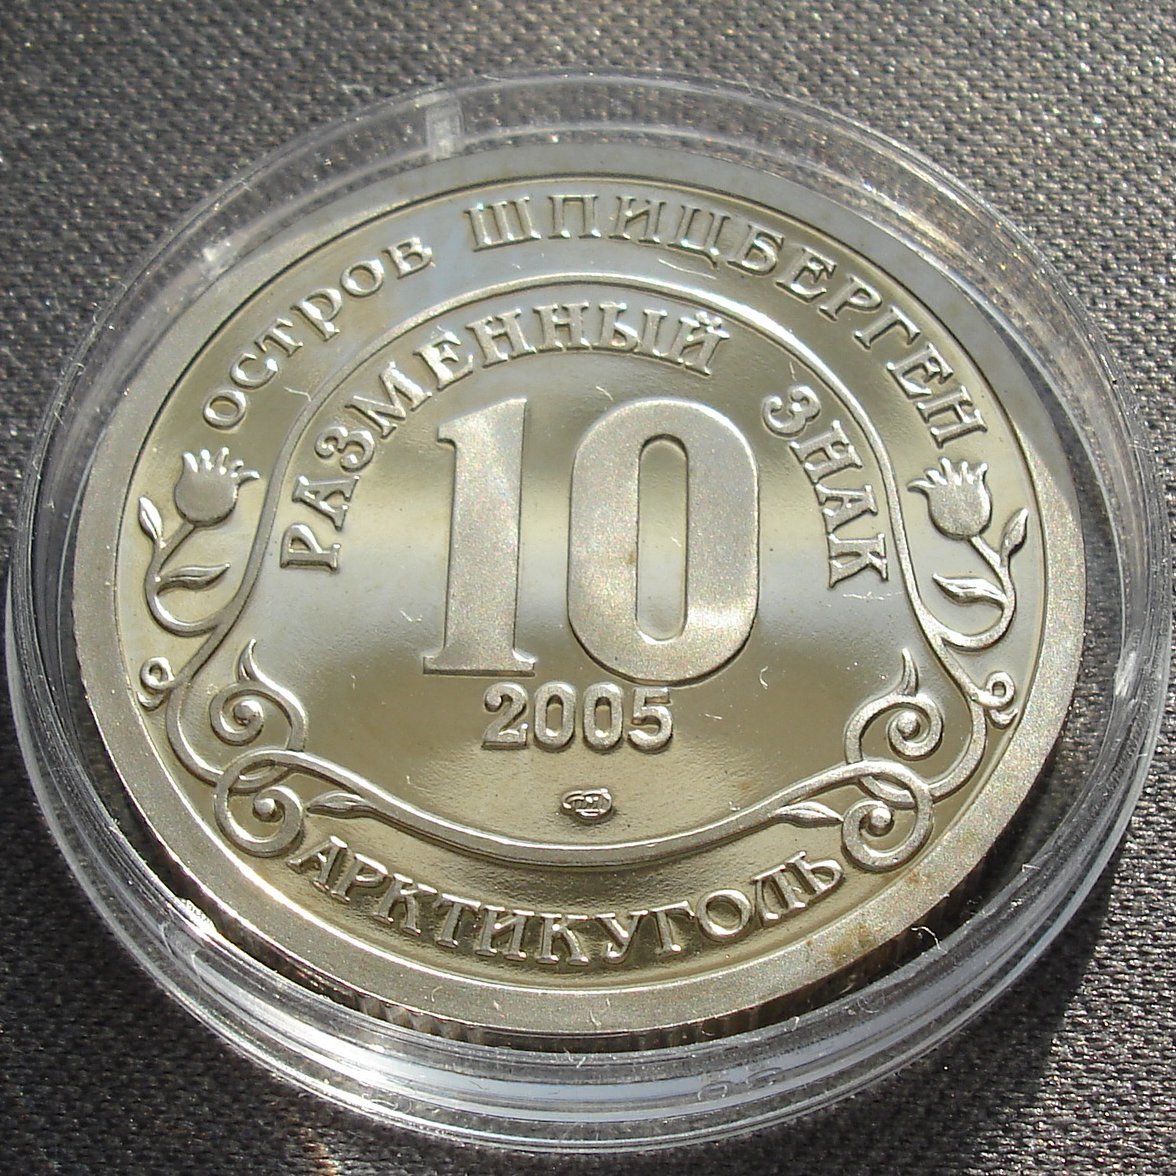 ОСТРОВ ШПИЦБЕРГЕН
РАЗМЕННЫЙ ЗНАК
10
2005
АРКТИКУГОЛЬ